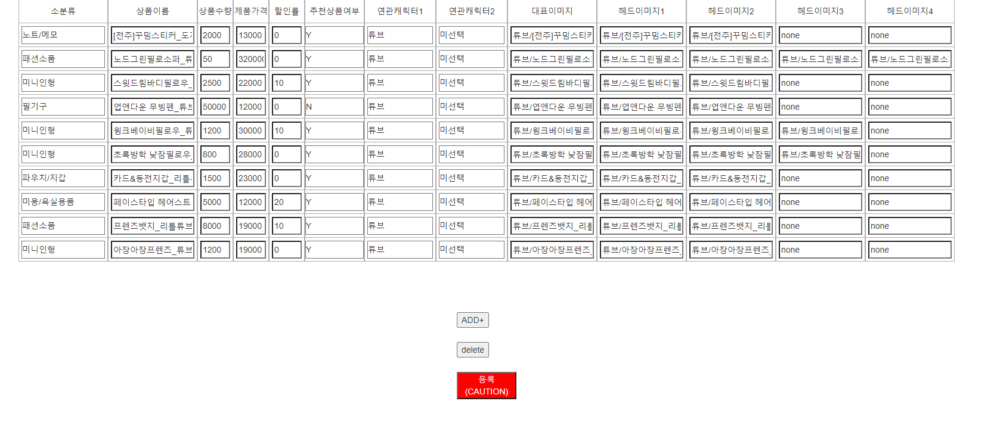 소분류 상품이름 상품수량 제품가격 할인률 추천상품여부 연관캐릭터1 연관캐릭터2 대표이미지 헤드이미지1 헤드이미지2 헤드이미지3 헤드이미지4
노트/메모 [전주]꾸밈스티커_도 2000 13000 0 Y 튜브 미선택 튜브/[전주]꾸밈스티커 튜브/[전주]꾸밈스티커 튜브/[전주]꾸밈스티커 none none
패션소품 노드그린필로소퍼_튜 50 320000 0 Y 튜브 미선택 튜브/노드그린필로소 튜브/노드그린필로소 튜브/노드그린필로소 튜브/노드그린필로소 튜브/노드그린필로소
미니인형 스윗드림바디필로우_ 2500 22000 10 Y 튜브 미선택 튜브/스윗드림바디필 튜브/스윗드림바디필 튜브/스윗드림바디필 none none
필기구 업앤다운 무빙펜_튜브 50000 12000 0 N 튜브 미선택 튜브/업앤다운 무빙펜 튜브/업앤다운 무빙펜 튜브/업앤다운 무빙펜 none none
미니인형 윙크베이비필로우_튜 1200 30000 10 Y 튜브 미선택 튜브/윙크베이비필로 튜브/윙크베이비필로 튜브/윙크베이비필로 튜브/윙크베이비필로 none
미니인형 초록방학 낮잠필로우_ 800 28000 0 Y 튜브 미선택 튜브/초록방학 낮잠필 튜브/초록방학 낮잠필 튜브/초록방학 낮잠필 튜브/초록방학 낮잠필 none
파우치/지갑 카드&동전지갑_리틀 1500 23000 0 Y 튜브 미선택 튜브/카드&동전지갑_ 튜브/카드&동전지갑_ 튜브/카드&동전지갑_ none none
미용/욕실용품 페이스타입 헤어스트 5000 12000 20 Y 튜브 미선택 튜브/페이스타입 헤어 튜브/페이스타입 헤어 튜브/페이스타입 헤어 none none
패션소품 프렌즈뱃지_리틀튜브 8000 19000 10 Y 튜브 미선택 튜브/프렌즈뱃지_리틀 튜브/프렌즈뱃지_리틀 튜브/프렌즈뱃지_리틀 none none
미니인형 아장아장프렌즈_튜브 1200 19000 0 Y 튜브 미선택 튜브/아장아장프렌즈_ 튜브/아장아장프렌즈_ 튜브/아장아장프렌즈_ none none
ADD+
delete
등록
(CAUTION)